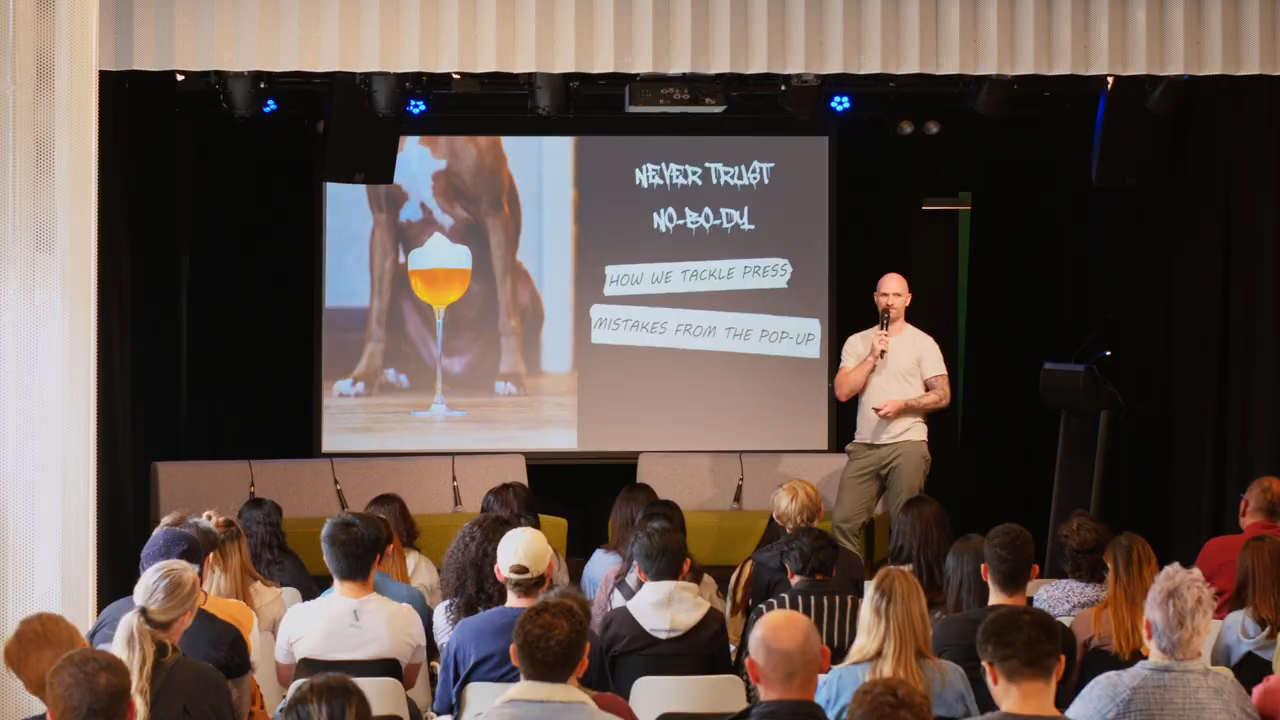 NEVER TRUST
NO-BO-DY
HOW WE TACKLE PRESS
MISTAKES FROM THE POP-UP